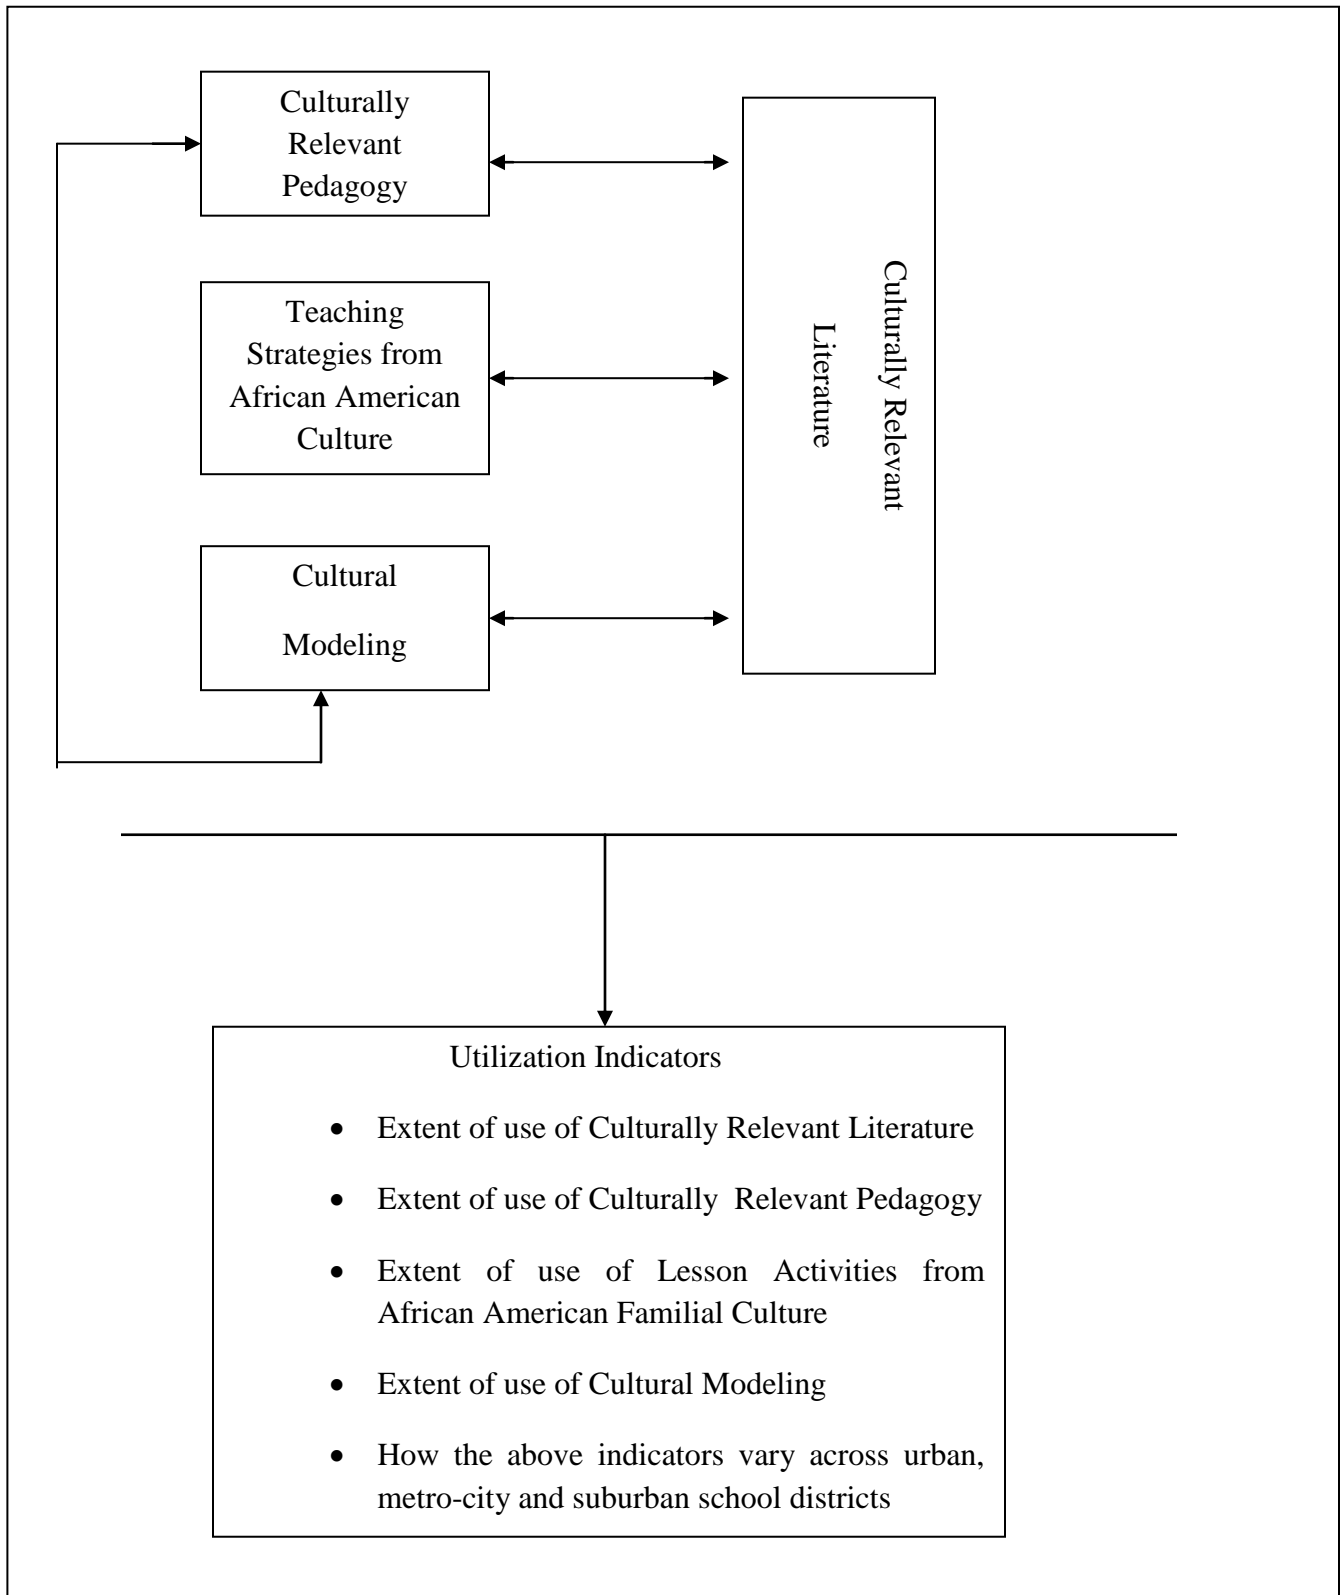 Culturally
Relevant
Pedagogy
Teaching
Strategies from
African American
Culture
Cultural
Modeling
Culturally Relevant
Literature
Utilization Indicators
• Extent of use of Culturally Relevant Literature
• Extent of use of Culturally  Relevant Pedagogy
• Extent of use of Lesson Activities from
African American Familial Culture
• Extent of use of Cultural Modeling
• How the above indicators vary across urban,
metro-city and suburban school districts